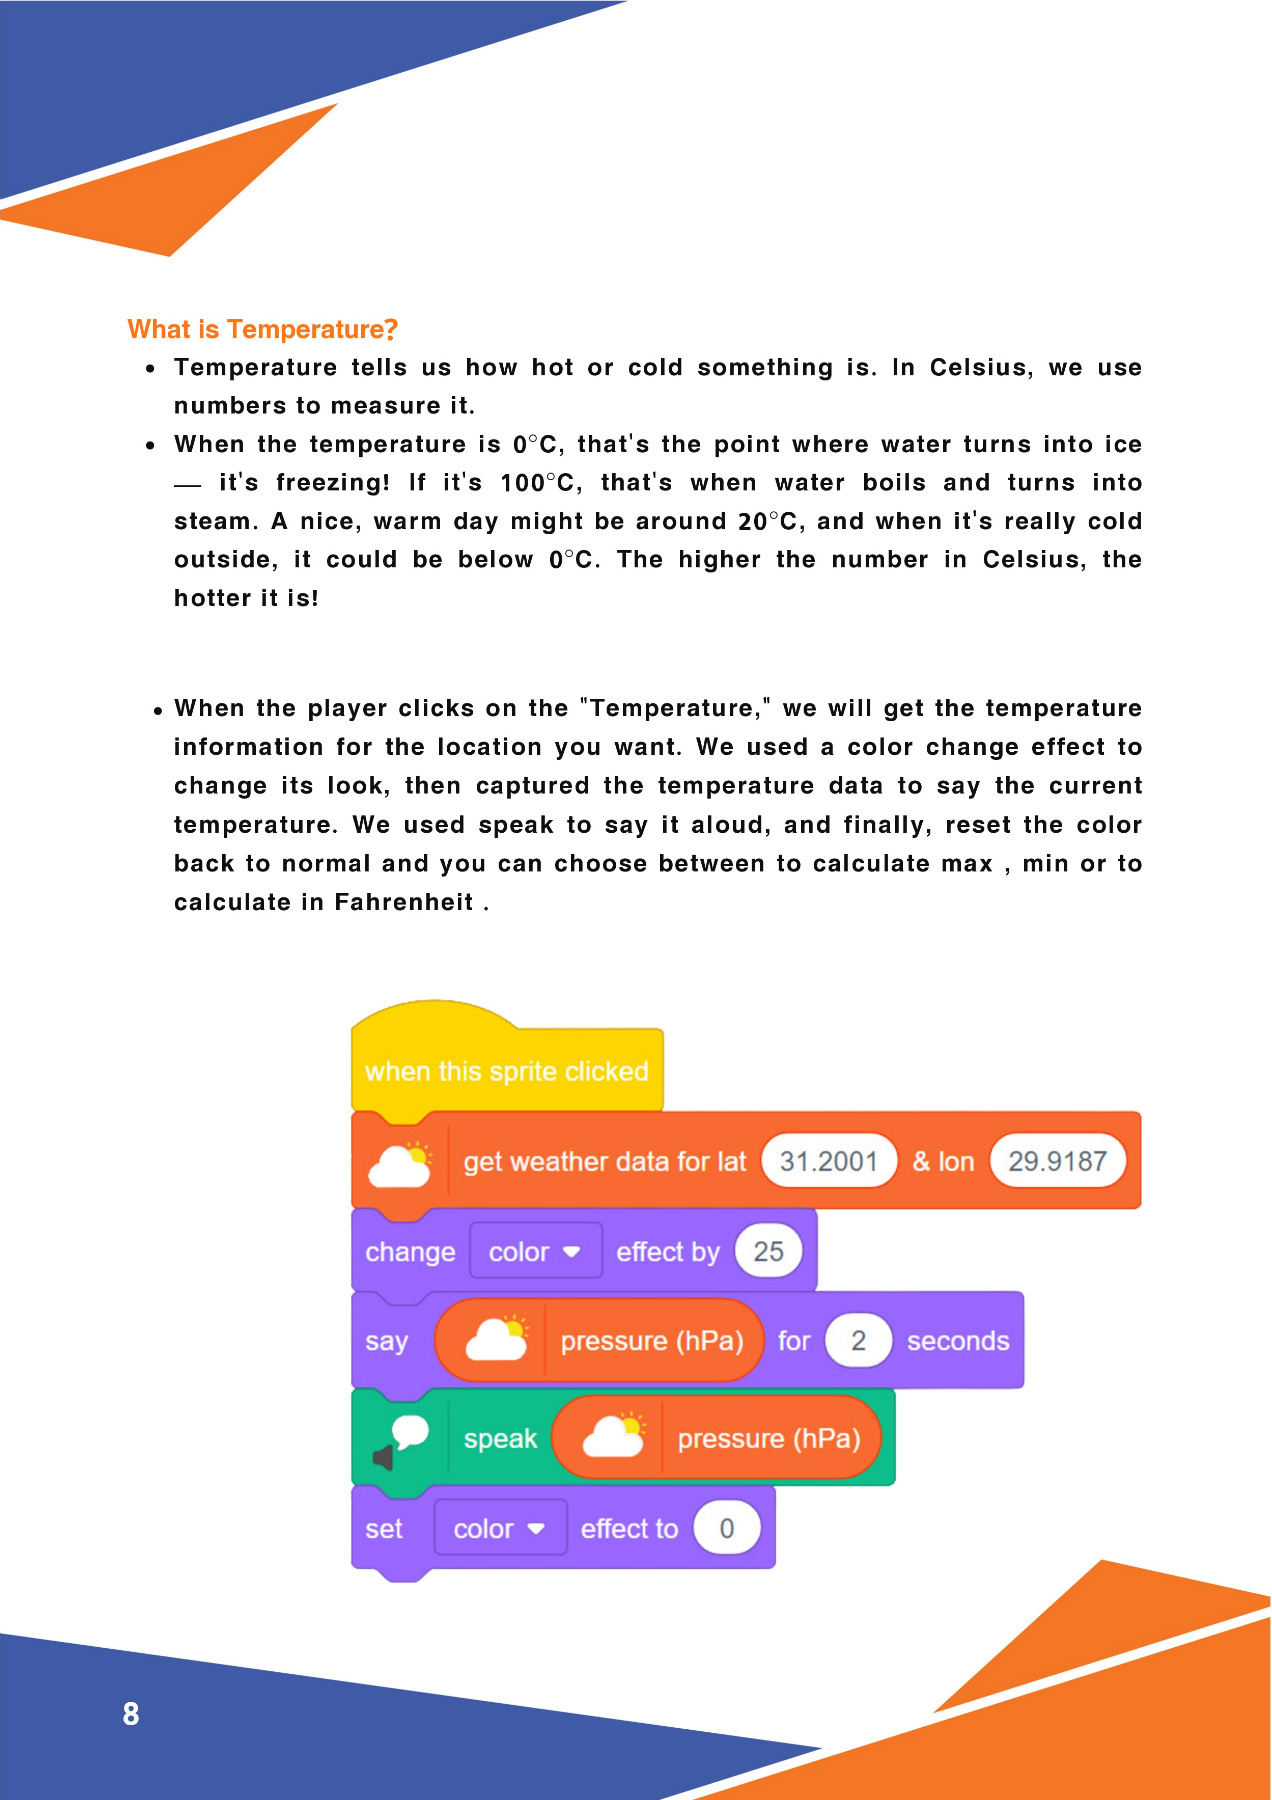 What is Temperature?
• Temperature tells us how hot or cold something is. In Celsius, we use
numbers to measure it.
• When the temperature is 0°C, that's the point where water turns into ice
— it's freezing! If it's 100°C, that's when water boils and turns into
steam. A nice, warm day might be around 20°C, and when it's really cold
outside, it could be below 0°C. The higher the number in Celsius, the
hotter it is!
• When the player clicks on the "Temperature," we will get the temperature
information for the location you want. We used a color change effect to
change its look, then captured the temperature data to say the current
temperature. We used speak to say it aloud, and finally, reset the color
back to normal and you can choose between to calculate max , min or to
calculate in Fahrenheit .
when this sprite clicked
get weather data for lat 31.2001 & lon 29.9187
change color effect by 25
say pressure (hPa) for 2 seconds
speak pressure (hPa)
set color effect to 0
8